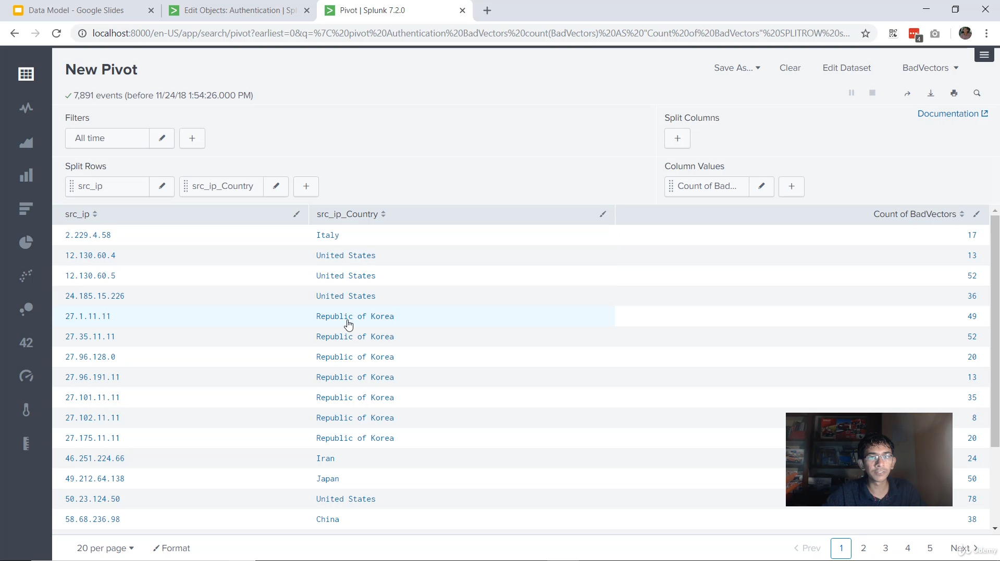 Data Model - Google Slides
Edit Objects: Authentication | Spl
Pivot | Splunk 7.2.0
localhost:8000/en-US/app/search/pivot?earliest=0&q=%7C%20pivot%20Authentication%20BadVectors%20count(BadVectors)%20AS%20"Count%20of%20BadVectors"%20SPLITROW%20s...
4
New Pivot
Save As...
Clear
Edit Dataset
BadVectors
7,891 events (before 11/24/18 1:54:26.000 PM)
Documentation
Filters
Split Columns
All time
+
+
Split Rows
Column Values
src_ip
src_ip_Country
+
Count of Bad...
+
src_ip
src_ip_Country
Count of BadVectors
2.229.4.58 Italy 17
12.130.60.4 United States 13
12.130.60.5 United States 52
24.185.15.226 United States 36
27.1.11.11 Republic of Korea 49
27.35.11.11 Republic of Korea 52
27.96.128.0 Republic of Korea 20
27.96.191.11 Republic of Korea 13
27.101.11.11 Republic of Korea 35
27.102.11.11 Republic of Korea 8
27.175.11.11 Republic of Korea 20
46.251.224.66 Iran 24
49.212.64.138 Japan 50
50.23.124.50 United States 78
58.68.236.98 China 38
42
20 per page
Format
< Prev 1 2 3 4 5 Next >
Udemy